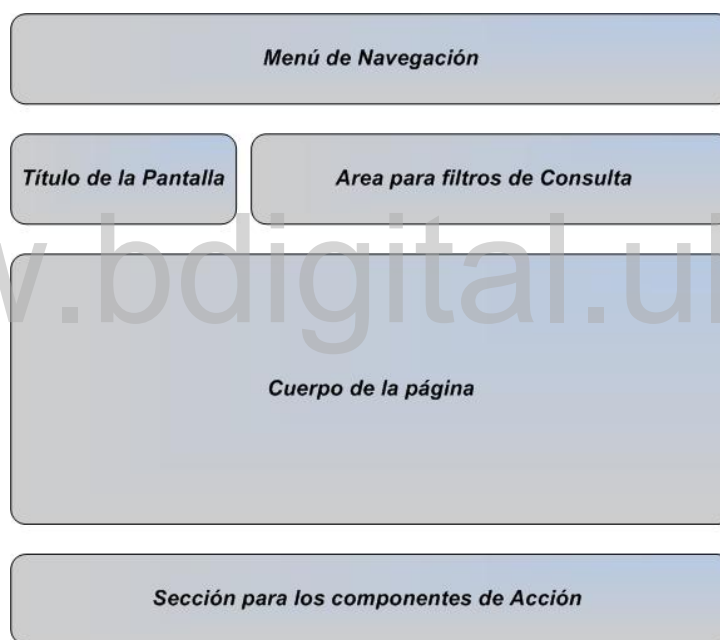 Menú de Navegación
Título de la Pantalla
Area para filtros de Consulta
.bdigital.u
Cuerpo de la página
Sección para los componentes de Acción